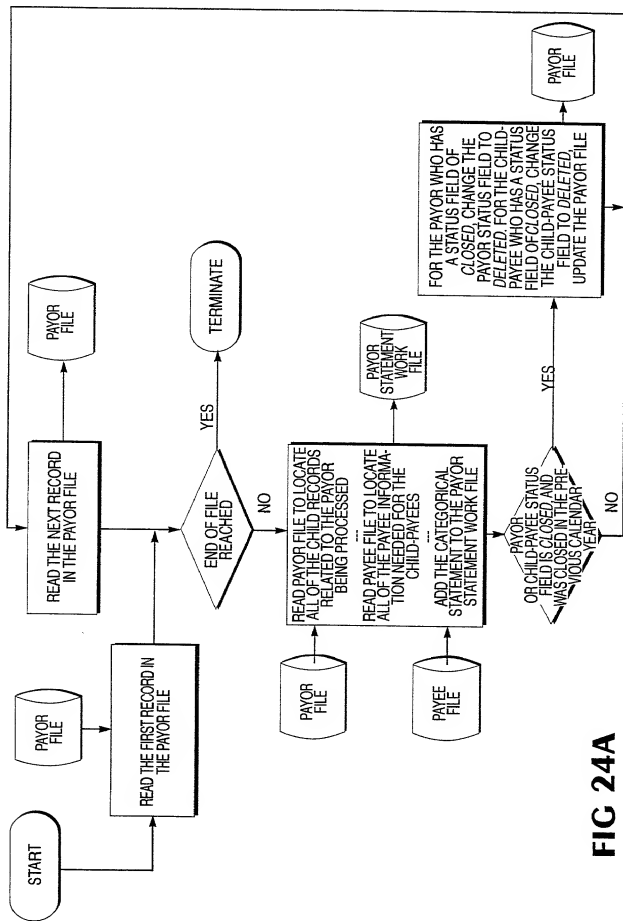 START
PAYOR
FILE
READ THE FIRST RECORD IN
THE PAYOR FILE
READ THE NEXT RECORD
IN THE PAYOR FILE
PAYOR
FILE
END OF FILE
REACHED
YES
TERMINATE
NO
PAYOR
FILE
PAYEE
FILE
READ PAYOR FILE TO LOCATE
ALL OF THE CHILD RECORDS
RELATED TO THE PAYOR
BEING PROCESSED
---
READ PAYEE FILE TO LOCATE
ALL OF THE PAYEE INFORMA-
TION NEEDED FOR THE
CHILD-PAYEES
---
ADD THE CATEGORICAL
STATEMENT TO THE PAYOR
STATEMENT WORK FILE
PAYOR
STATEMENT
WORK
FILE
PAYOR
OR CHILD-PAYEE STATUS
FIELD IS CLOSED AND
WAS CLOSED IN THE PRE-
VIOUS CALENDAR
YEAR
YES
NO
FOR THE PAYOR WHO HAS
A STATUS FIELD OF
CLOSED, CHANGE THE
PAYOR STATUS FIELD TO
DELETED. FOR THE CHILD-
PAYEE WHO HAS A STATUS
FIELD OF CLOSED, CHANGE
THE CHILD-PAYEE STATUS
FIELD TO DELETED,
UPDATE THE PAYOR FILE
PAYOR
FILE
FIG 24A